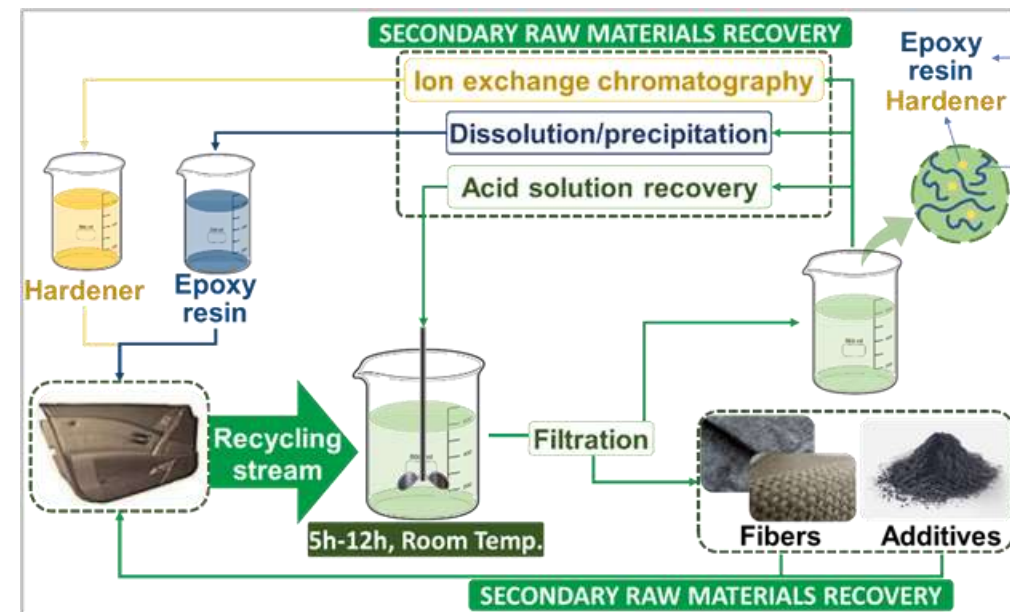 SECONDARY RAW MATERIALS RECOVERY
Ion exchange chromatography
Dissolution/precipitation
Acid solution recovery
Epoxy
resin
Hardener
Hardener
Epoxy
resin
Recycling
stream
5h-12h, Room Temp.
Filtration
Fibers
Additives
SECONDARY RAW MATERIALS RECOVERY